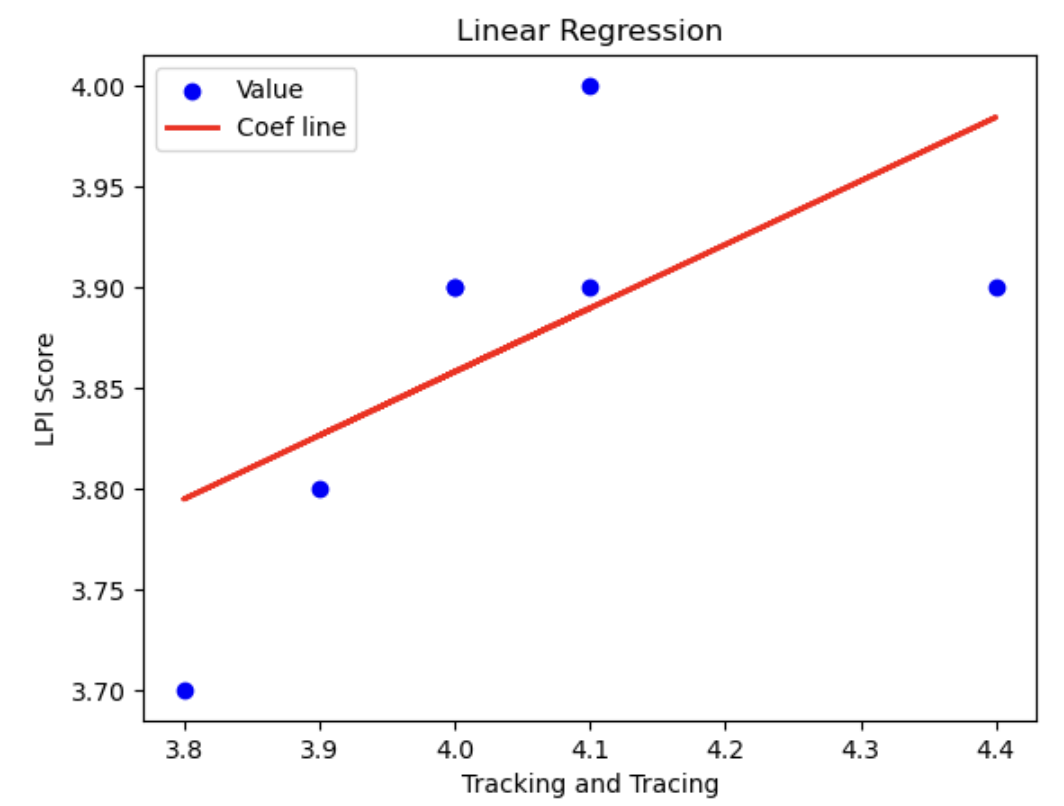 Linear Regression
Value
Coef line
4.00
3.95
3.90
3.85
3.80
3.75
3.70
LPI Score
3.8 3.9 4.0 4.1 4.2 4.3 4.4
Tracking and Tracing